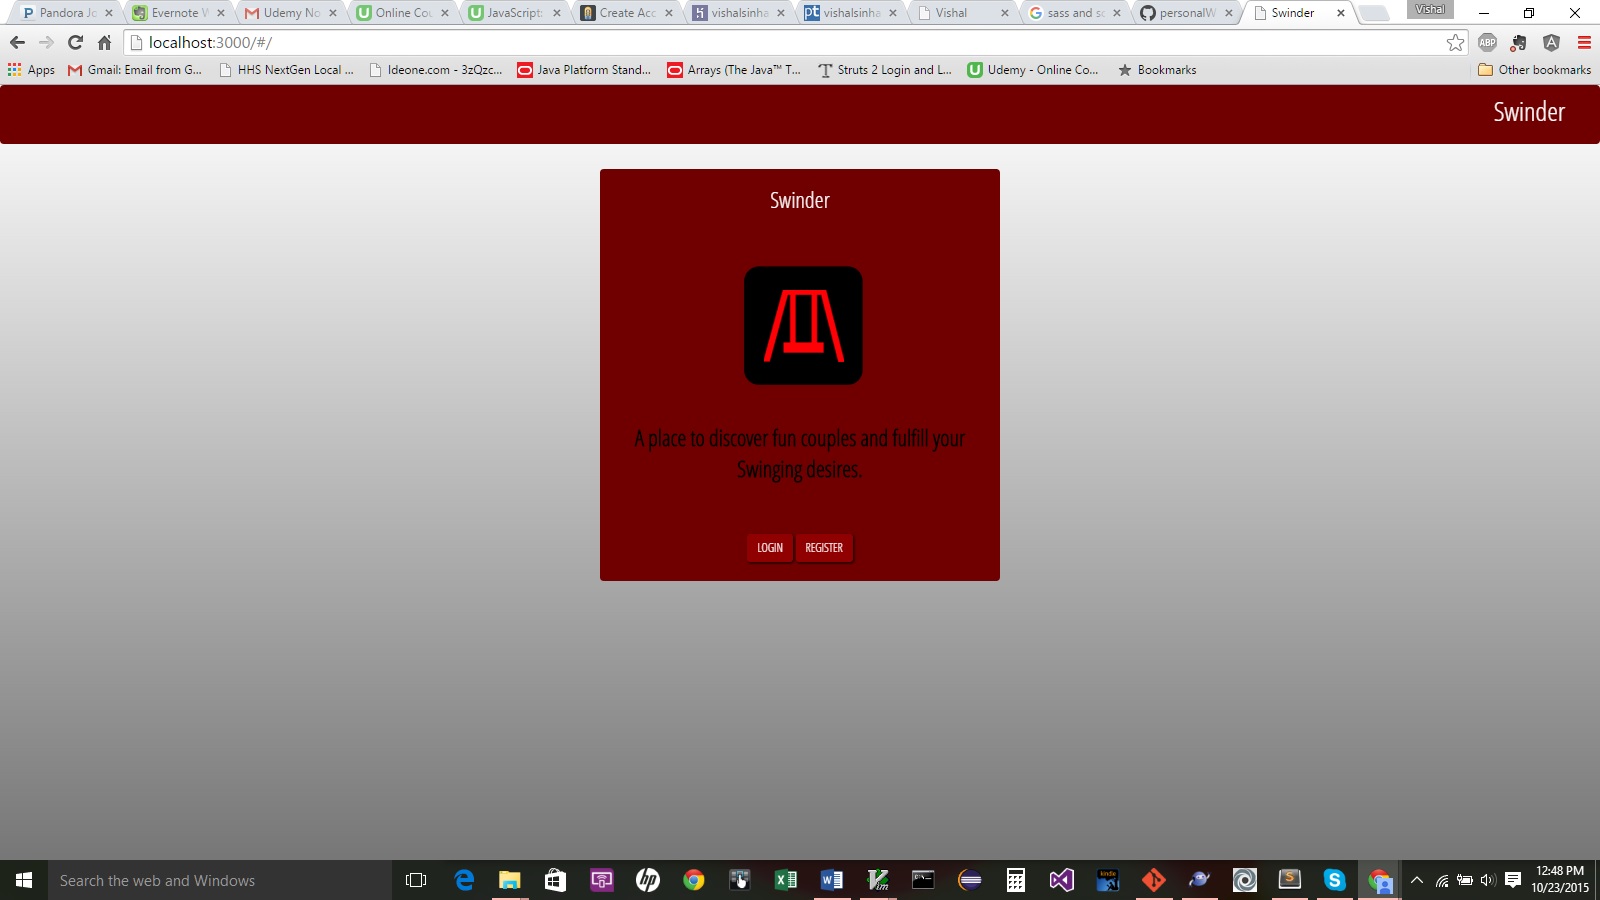 Pandora Jo
Evernote W
Udemy No
Online Cou
JavaScript:
Create Acc
vishalsinha
vishalsinha
Vishal
sass and sc
personalW
Swinder
Vishal
localhost:3000/#/
ABP
Apps
Gmail: Email from G...
HHS NextGen Local ...
Ideone.com - 3zQzc...
Java Platform Stand...
Arrays (The Java™ T...
Struts 2 Login and L...
Udemy - Online Co...
Bookmarks
Other bookmarks
Swinder
Swinder
A place to discover fun couples and fulfill your
Swinging desires.
LOGIN REGISTER
Search the web and Windows
12:48 PM
10/23/2015